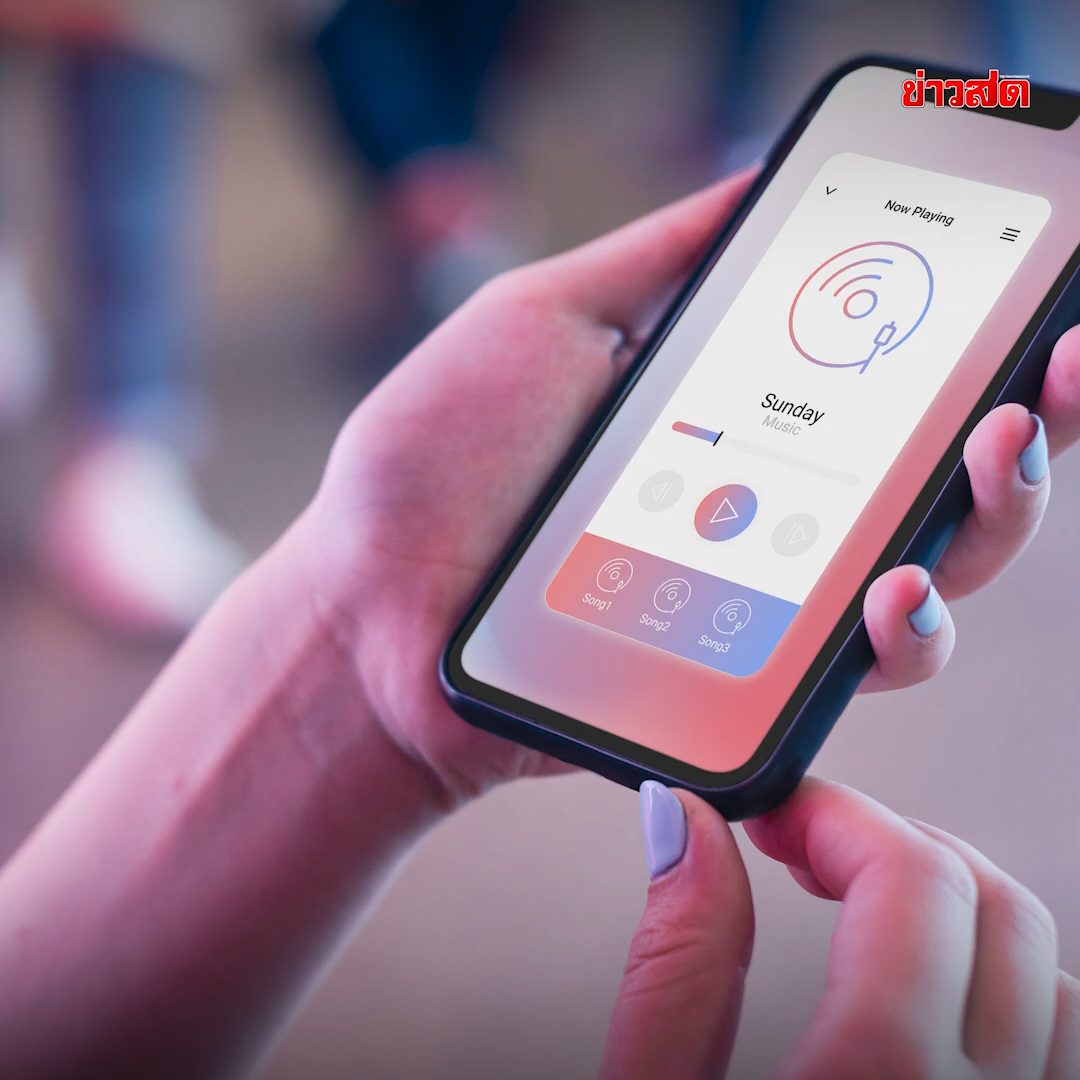 ข่าวสด
Now Playing
Sunday
Music
Song1
Song2
Song3